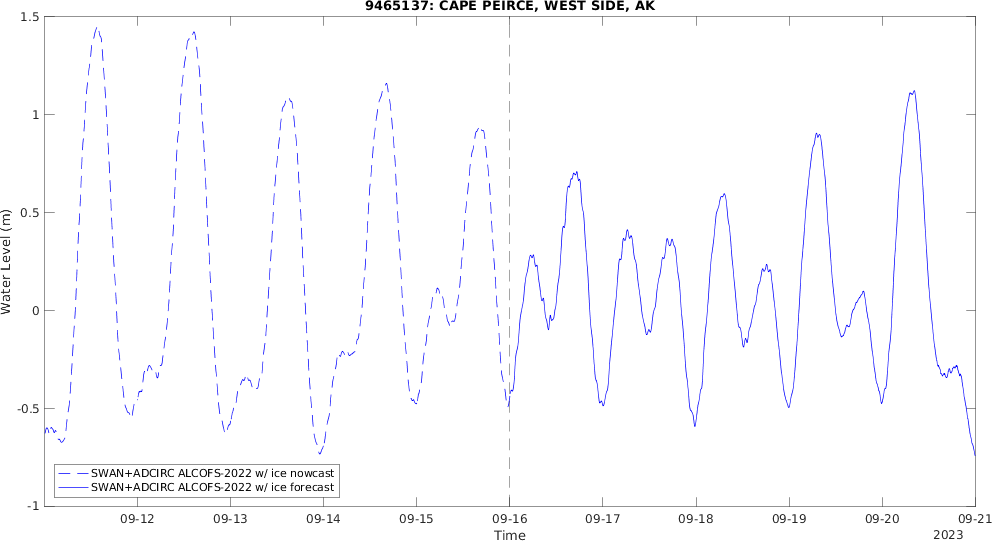 9465137: CAPE PEIRCE, WEST SIDE, AK
1.5
1
0.5
0
-0.5
-1
Water Level (m)
SWAN+ADCIRC ALCOFS-2022 w/ ice nowcast
SWAN+ADCIRC ALCOFS-2022 w/ ice forecast
09-12 09-13 09-14 09-15 09-16 09-17 09-18 09-19 09-20 09-21
Time
2023